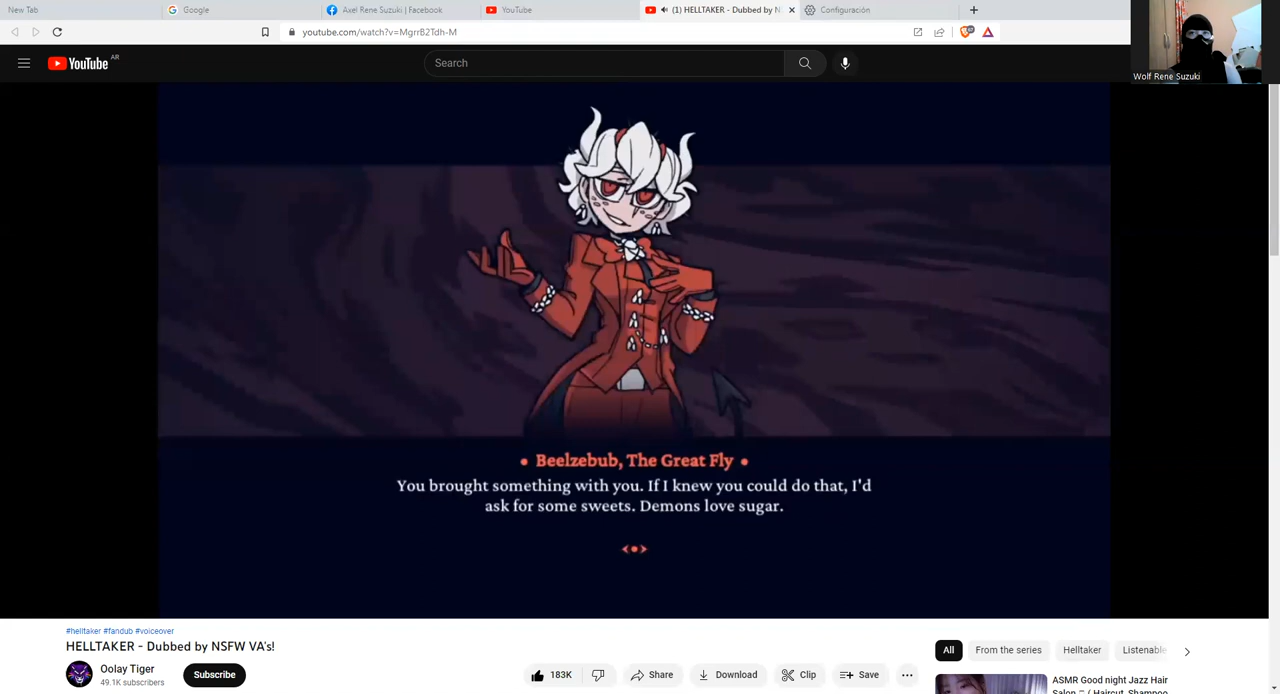 New Tab
Google
Axel Rene Suzuki | Facebook
YouTube
(1) HELLTAKER - Dubbed by N
Configuración
youtube.com/watch?v=MgrrB2Tdh-M
YouTube AR
Search
Wolf Rene Suzuki
Beelzebub, The Great Fly
You brought something with you. If I knew you could do that, I'd
ask for some sweets. Demons love sugar.
#helltaker #fandub #voiceover
HELLTAKER - Dubbed by NSFW VA's!
Oolay Tiger
49.1K subscribers
Subscribe
183K
Share
Download
Clip
Save
All
From the series
Helltaker
Listenable
ASMR Good night Jazz Hair